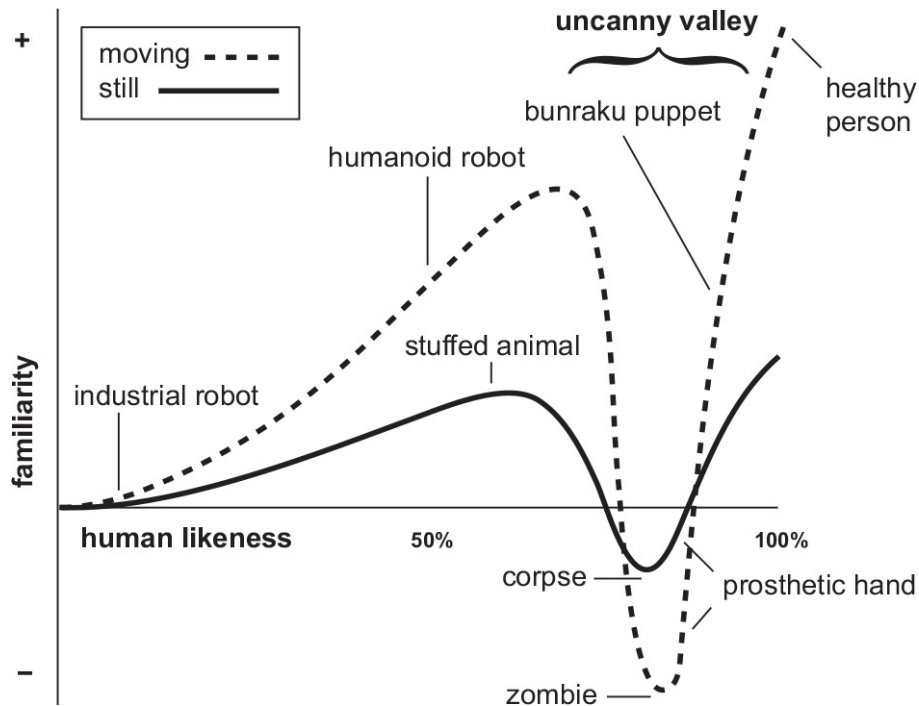 +
uncanny valley
moving
still
bunraku puppet
healthy
person
humanoid robot
stuffed animal
industrial robot
familiarity
human likeness
50%
100%
corpse
prosthetic hand
–
zombie